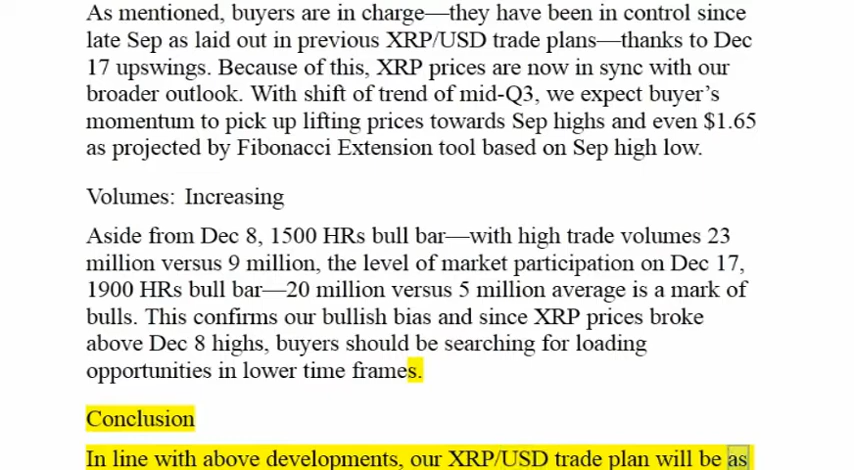 As mentioned, buyers are in charge—they have been in control since
late Sep as laid out in previous XRP/USD trade plans—thanks to Dec
17 upswings. Because of this, XRP prices are now in sync with our
broader outlook. With shift of trend of mid-Q3, we expect buyer’s
momentum to pick up lifting prices towards Sep highs and even $1.65
as projected by Fibonacci Extension tool based on Sep high low.
Volumes: Increasing
Aside from Dec 8, 1500 HRs bull bar—with high trade volumes 23
million versus 9 million, the level of market participation on Dec 17,
1900 HRs bull bar—20 million versus 5 million average is a mark of
bulls. This confirms our bullish bias and since XRP prices broke
above Dec 8 highs, buyers should be searching for loading
opportunities in lower time frames.
Conclusion
In line with above developments, our XRP/USD trade plan will be as